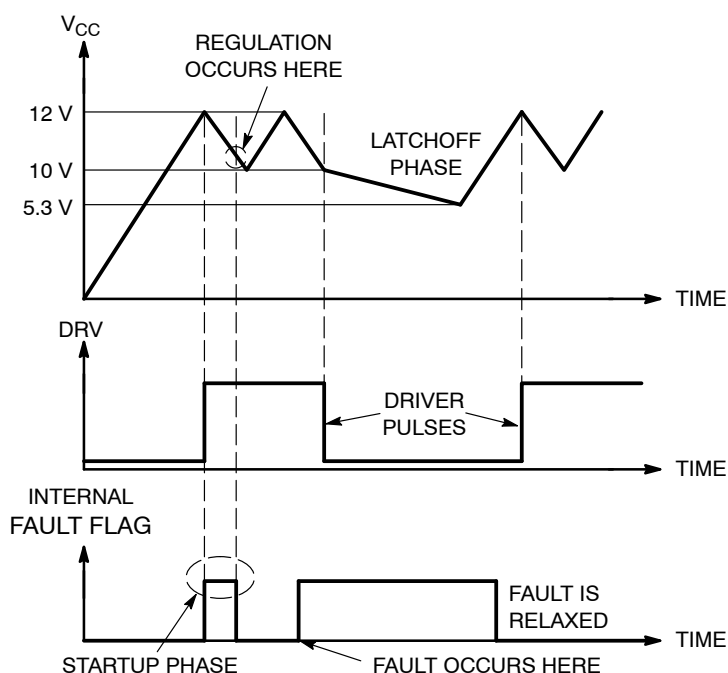 V_CC
REGULATION
OCCURS HERE
12 V
LATCHOFF
PHASE
10 V
5.3 V
TIME
DRV
DRIVER
PULSES
TIME
INTERNAL
FAULT FLAG
FAULT IS
RELAXED
TIME
STARTUP PHASE
FAULT OCCURS HERE